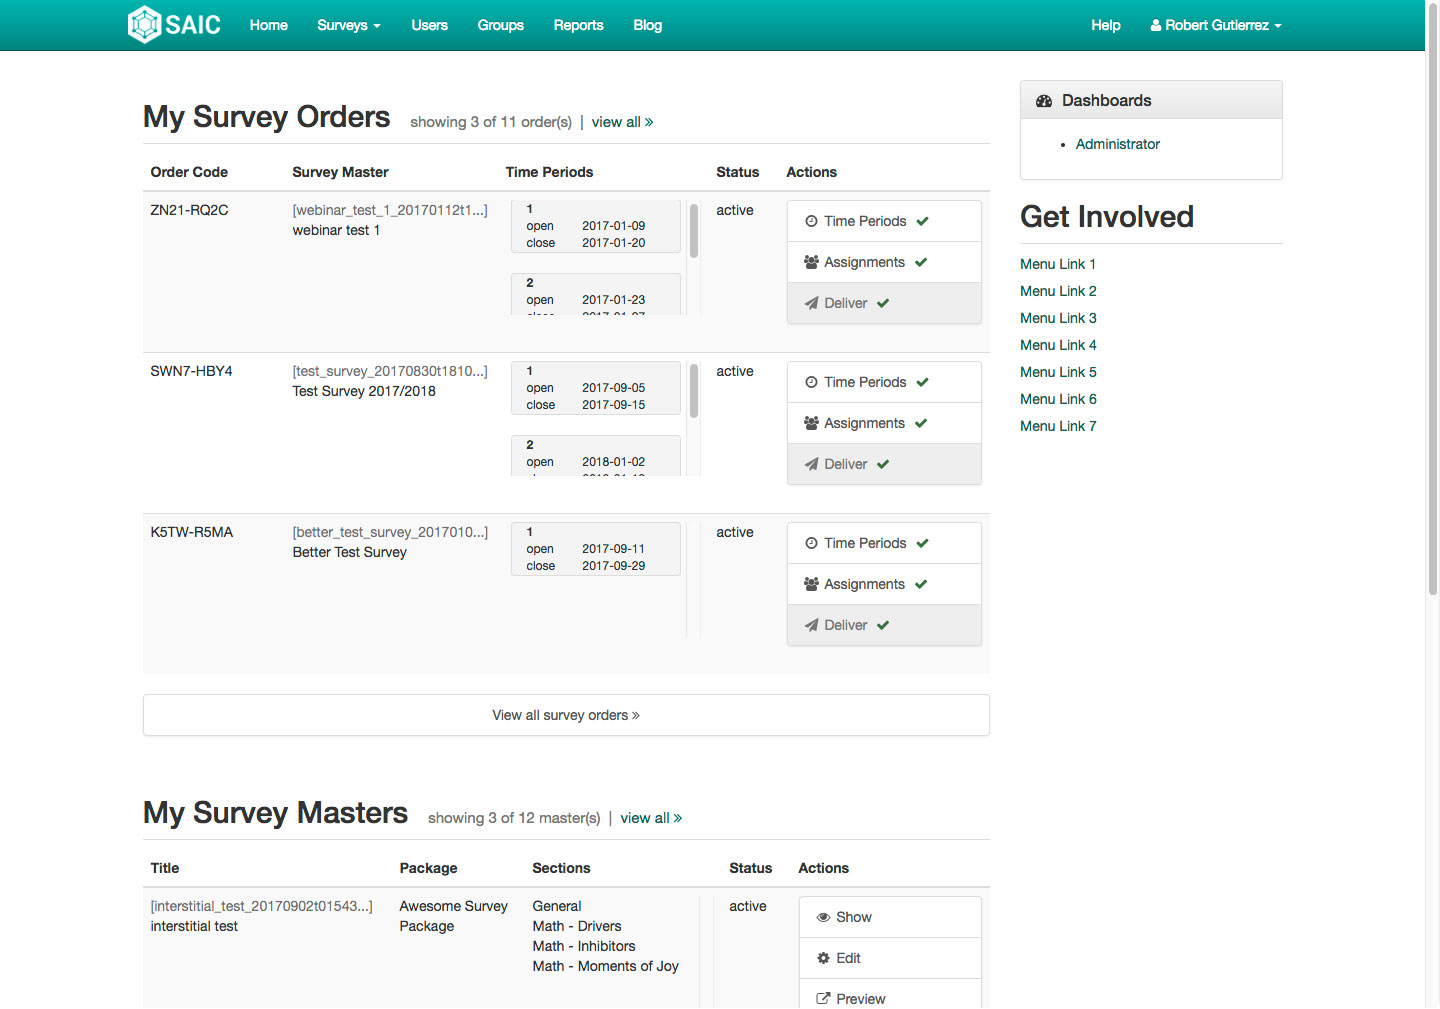 SAIC Home Surveys Users Groups Reports Blog Help Robert Gutierrez
My Survey Orders showing 3 of 11 order(s) | view all »
Order Code Survey Master Time Periods Status Actions
ZN21-RQ2C
[webinar_test_1_20170112t1...]
webinar test 1
1
open 2017-01-09
close 2017-01-20
2
open 2017-01-23
active
Time Periods
Assignments
Deliver
SWN7-HBY4
[test_survey_20170830t1810...]
Test Survey 2017/2018
1
open 2017-09-05
close 2017-09-15
2
open 2018-01-02
active
Time Periods
Assignments
Deliver
K5TW-R5MA
[better_test_survey_2017010...]
Better Test Survey
1
open 2017-09-11
close 2017-09-29
active
Time Periods
Assignments
Deliver
View all survey orders »
My Survey Masters showing 3 of 12 master(s) | view all »
Title Package Sections Status Actions
[interstitial_test_20170902t01543...]
interstitial test
Awesome Survey
Package
General
Math - Drivers
Math - Inhibitors
Math - Moments of Joy
active
Show
Edit
Preview
Dashboards
Administrator
Get Involved
Menu Link 1
Menu Link 2
Menu Link 3
Menu Link 4
Menu Link 5
Menu Link 6
Menu Link 7